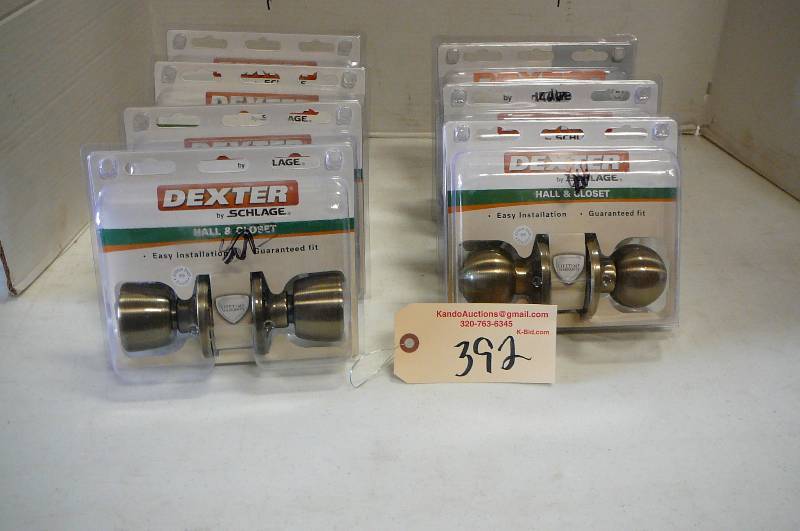 DEXTER
by SCHLAGE
HALL & CLOSET
• Easy Installation • Guaranteed fit
DEXTER
by SCHLAGE
HALL & CLOSET
• Easy Installation • Guaranteed fit
KandoAuctions@gmail.com
320-763-6345
K-Bid.com
392